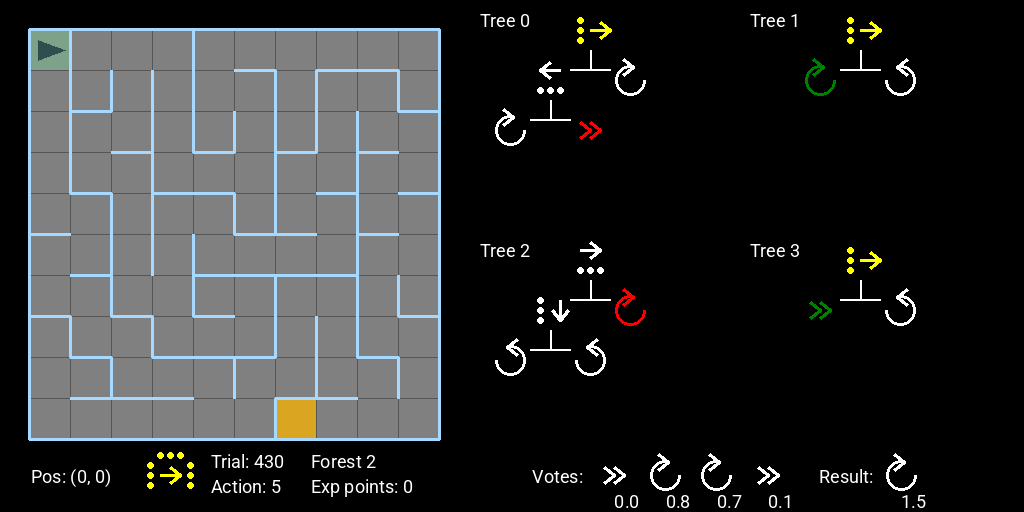 Tree 0
Tree 1
Tree 2
Tree 3
Pos: (0, 0)
Trial: 430
Forest 2
Action: 5
Exp points: 0
Votes:
0.0
0.8
0.7
0.1
Result:
1.5